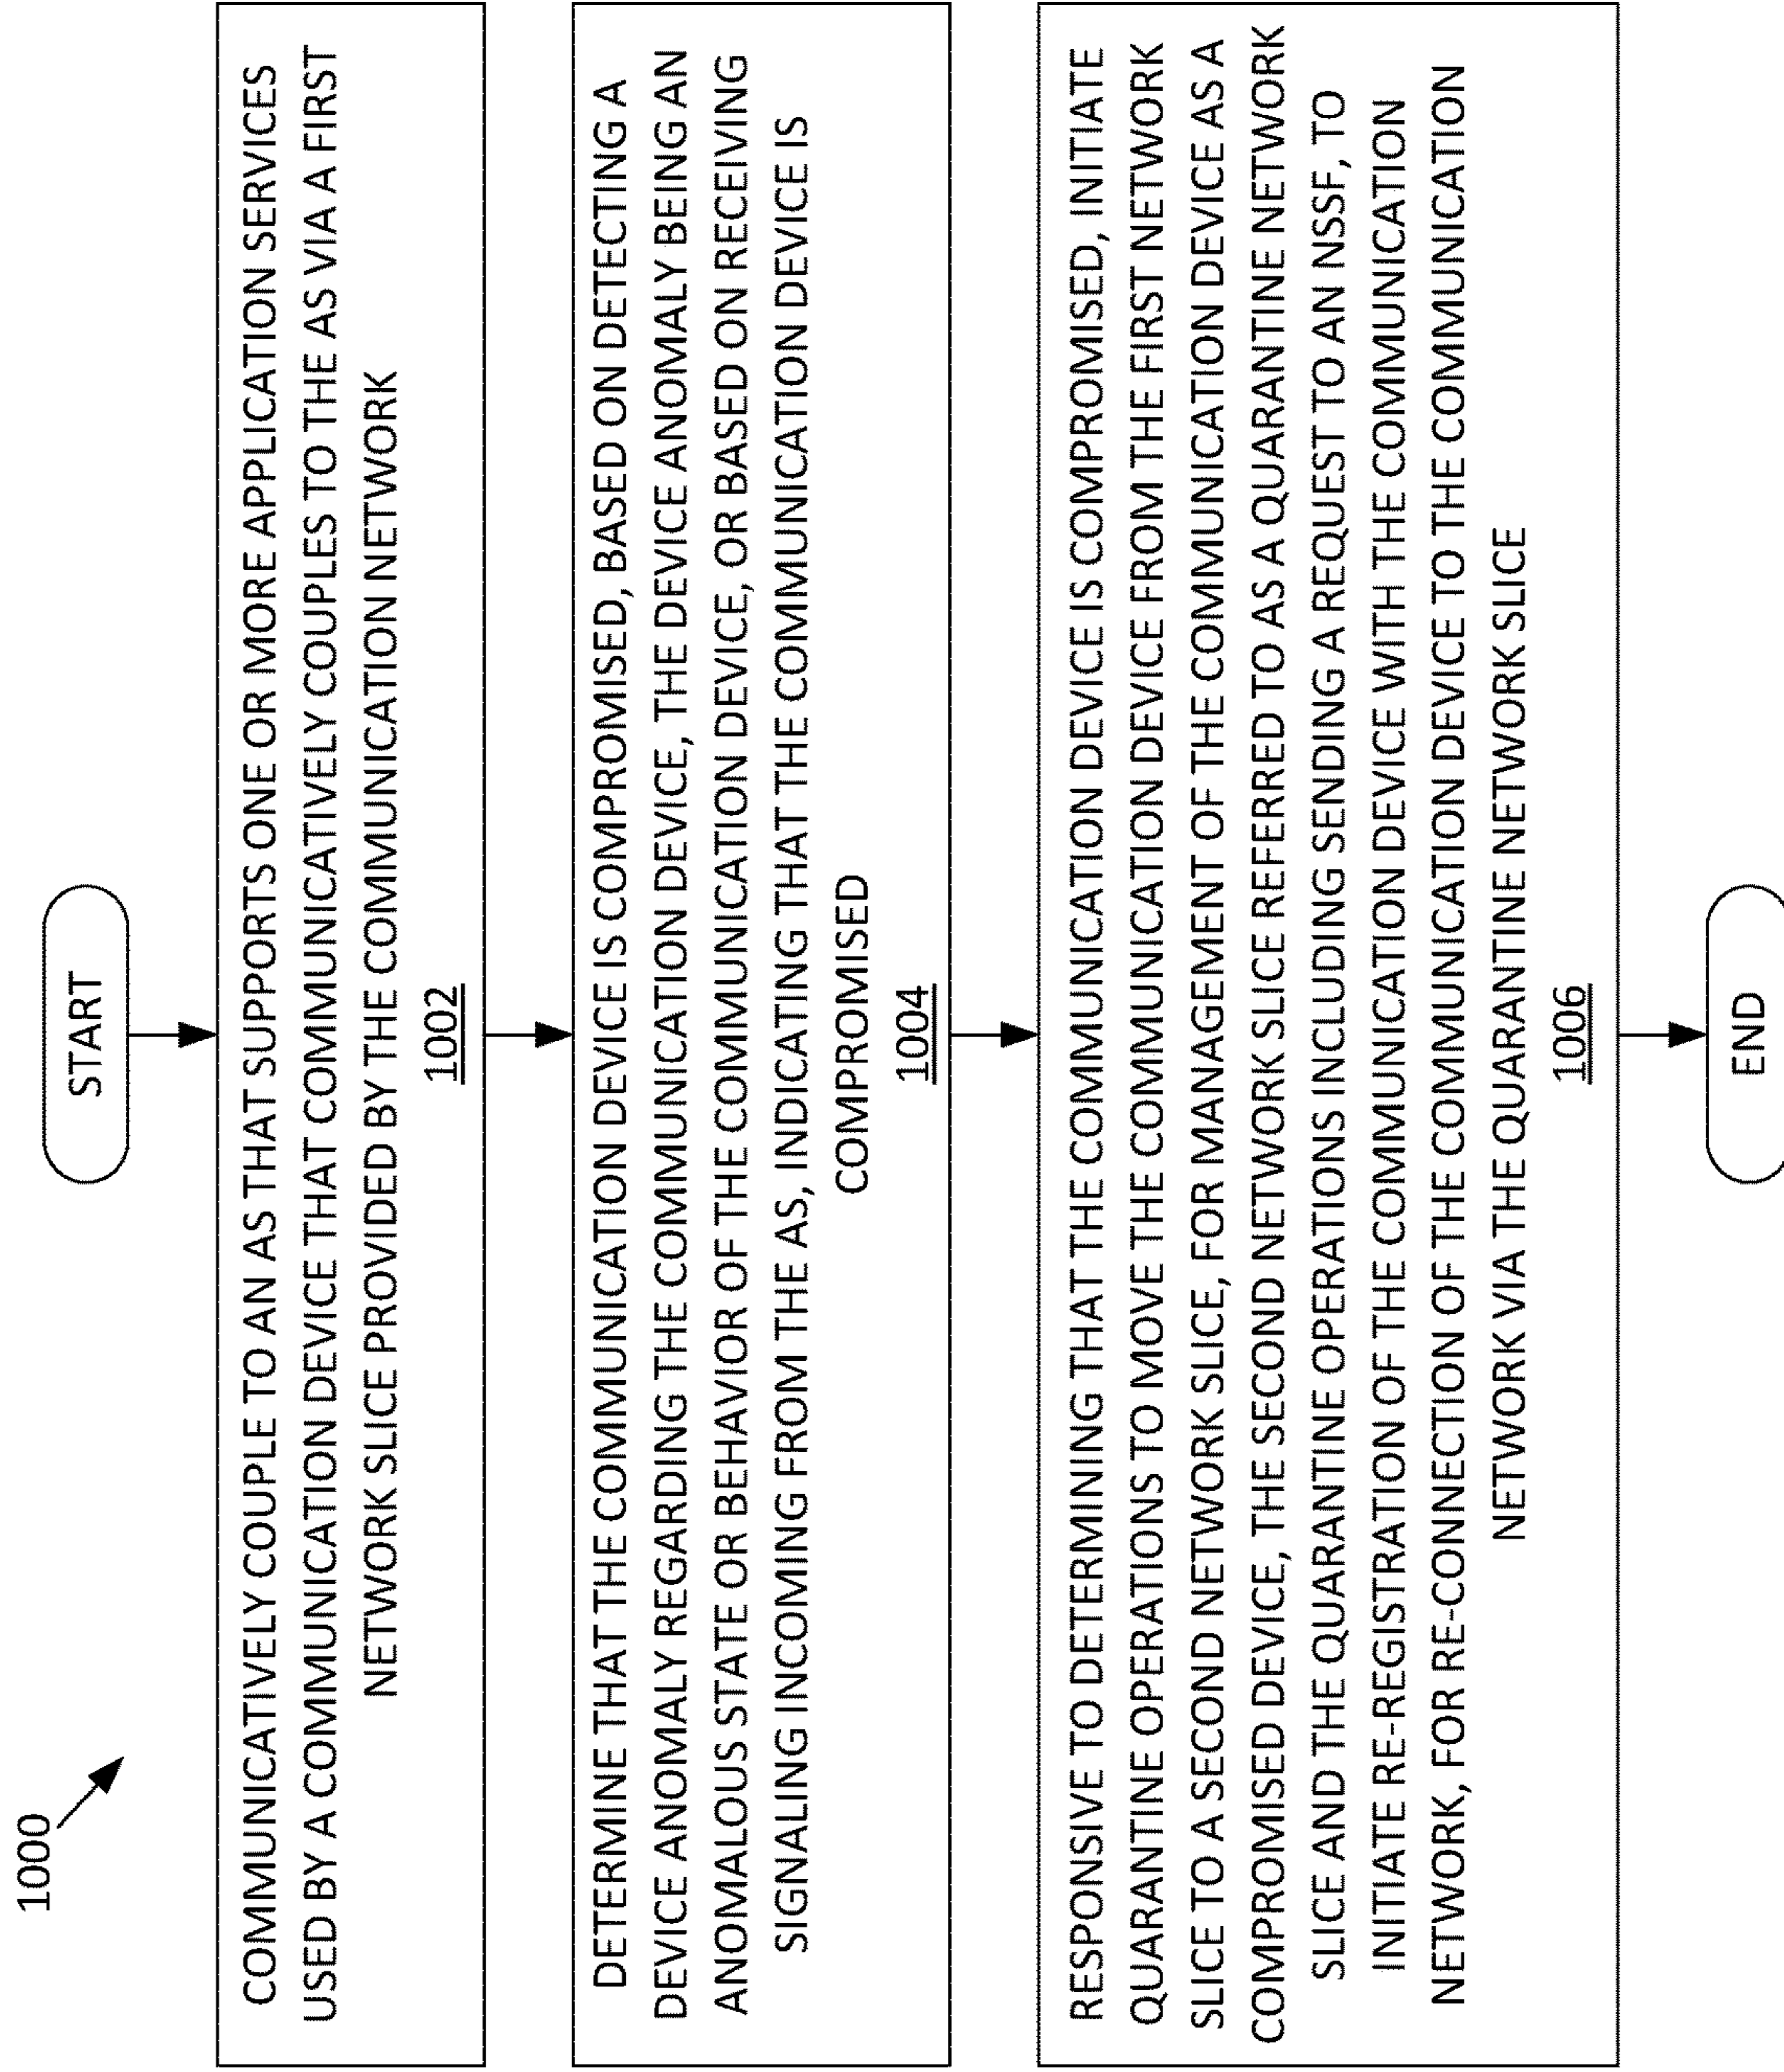 1000
START
COMMUNICATIVELY COUPLE TO AN AS THAT SUPPORTS ONE OR MORE APPLICATION SERVICES
USED BY A COMMUNICATION DEVICE THAT COMMUNICATIVELY COUPLES TO THE AS VIA A FIRST
NETWORK SLICE PROVIDED BY THE COMMUNICATION NETWORK
1002
DETERMINE THAT THE COMMUNICATION DEVICE IS COMPROMISED, BASED ON DETECTING A
DEVICE ANOMALY REGARDING THE COMMUNICATION DEVICE, THE DEVICE ANOMALY BEING AN
ANOMALOUS STATE OR BEHAVIOR OF THE COMMUNICATION DEVICE, OR BASED ON RECEIVING
SIGNALING INCOMING FROM THE AS, INDICATING THAT THE COMMUNICATION DEVICE IS
COMPROMISED
1004
RESPONSIVE TO DETERMINING THAT THE COMMUNICATION DEVICE IS COMPROMISED, INITIATE
QUARANTINE OPERATIONS TO MOVE THE COMMUNICATION DEVICE FROM THE FIRST NETWORK
SLICE TO A SECOND NETWORK SLICE, FOR MANAGEMENT OF THE COMMUNICATION DEVICE AS A
COMPROMISED DEVICE, THE SECOND NETWORK SLICE REFERRED TO AS A QUARANTINE NETWORK
SLICE AND THE QUARANTINE OPERATIONS INCLUDING SENDING A REQUEST TO AN NSSF, TO
INITIATE RE-REGISTRATION OF THE COMMUNICATION DEVICE WITH THE COMMUNICATION
NETWORK, FOR RE-CONNECTION OF THE COMMUNICATION DEVICE TO THE COMMUNICATION
NETWORK VIA THE QUARANTINE NETWORK SLICE
1006
END